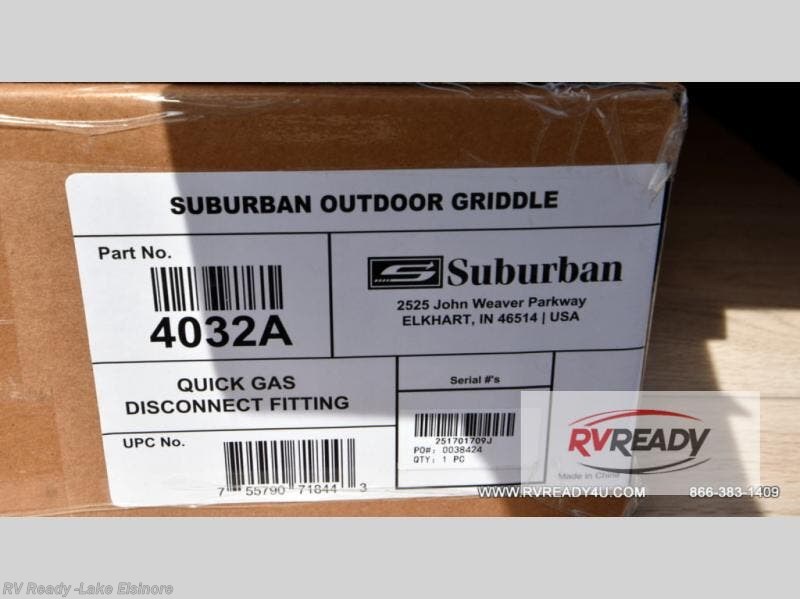 SUBURBAN OUTDOOR GRIDDLE
Part No.
4032A
Suburban
2525 John Weaver Parkway
ELKHART, IN 46514 | USA
QUICK GAS
DISCONNECT FITTING
Serial #'s
251701709J
PO#: 0038424
QTY: 1 PC
UPC No.
7 55790 71844 3
Made in China
RVREADY
WWW.RVREADY4U.COM 866-383-1409
RV Ready -Lake Elsinore